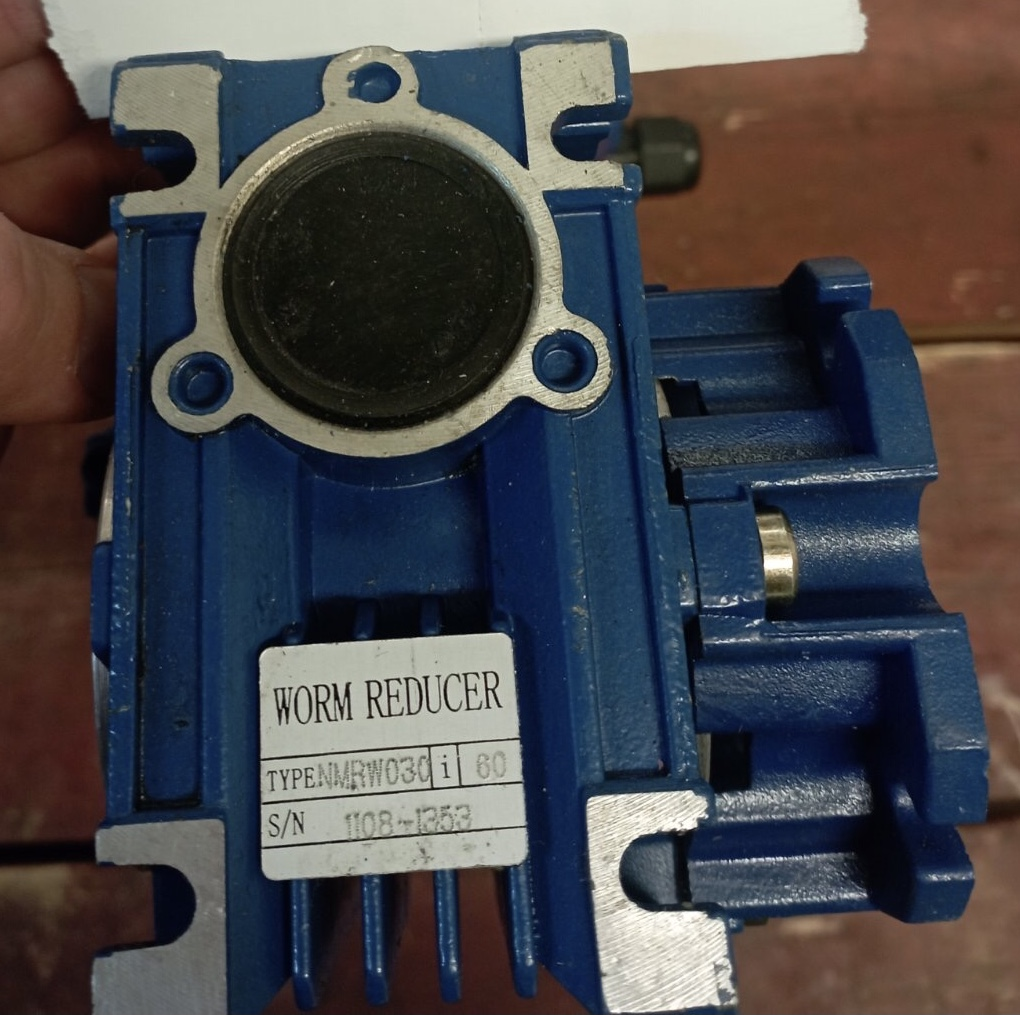 WORM REDUCER
TYPE NMRW030 i 60
S/N 1108-1353